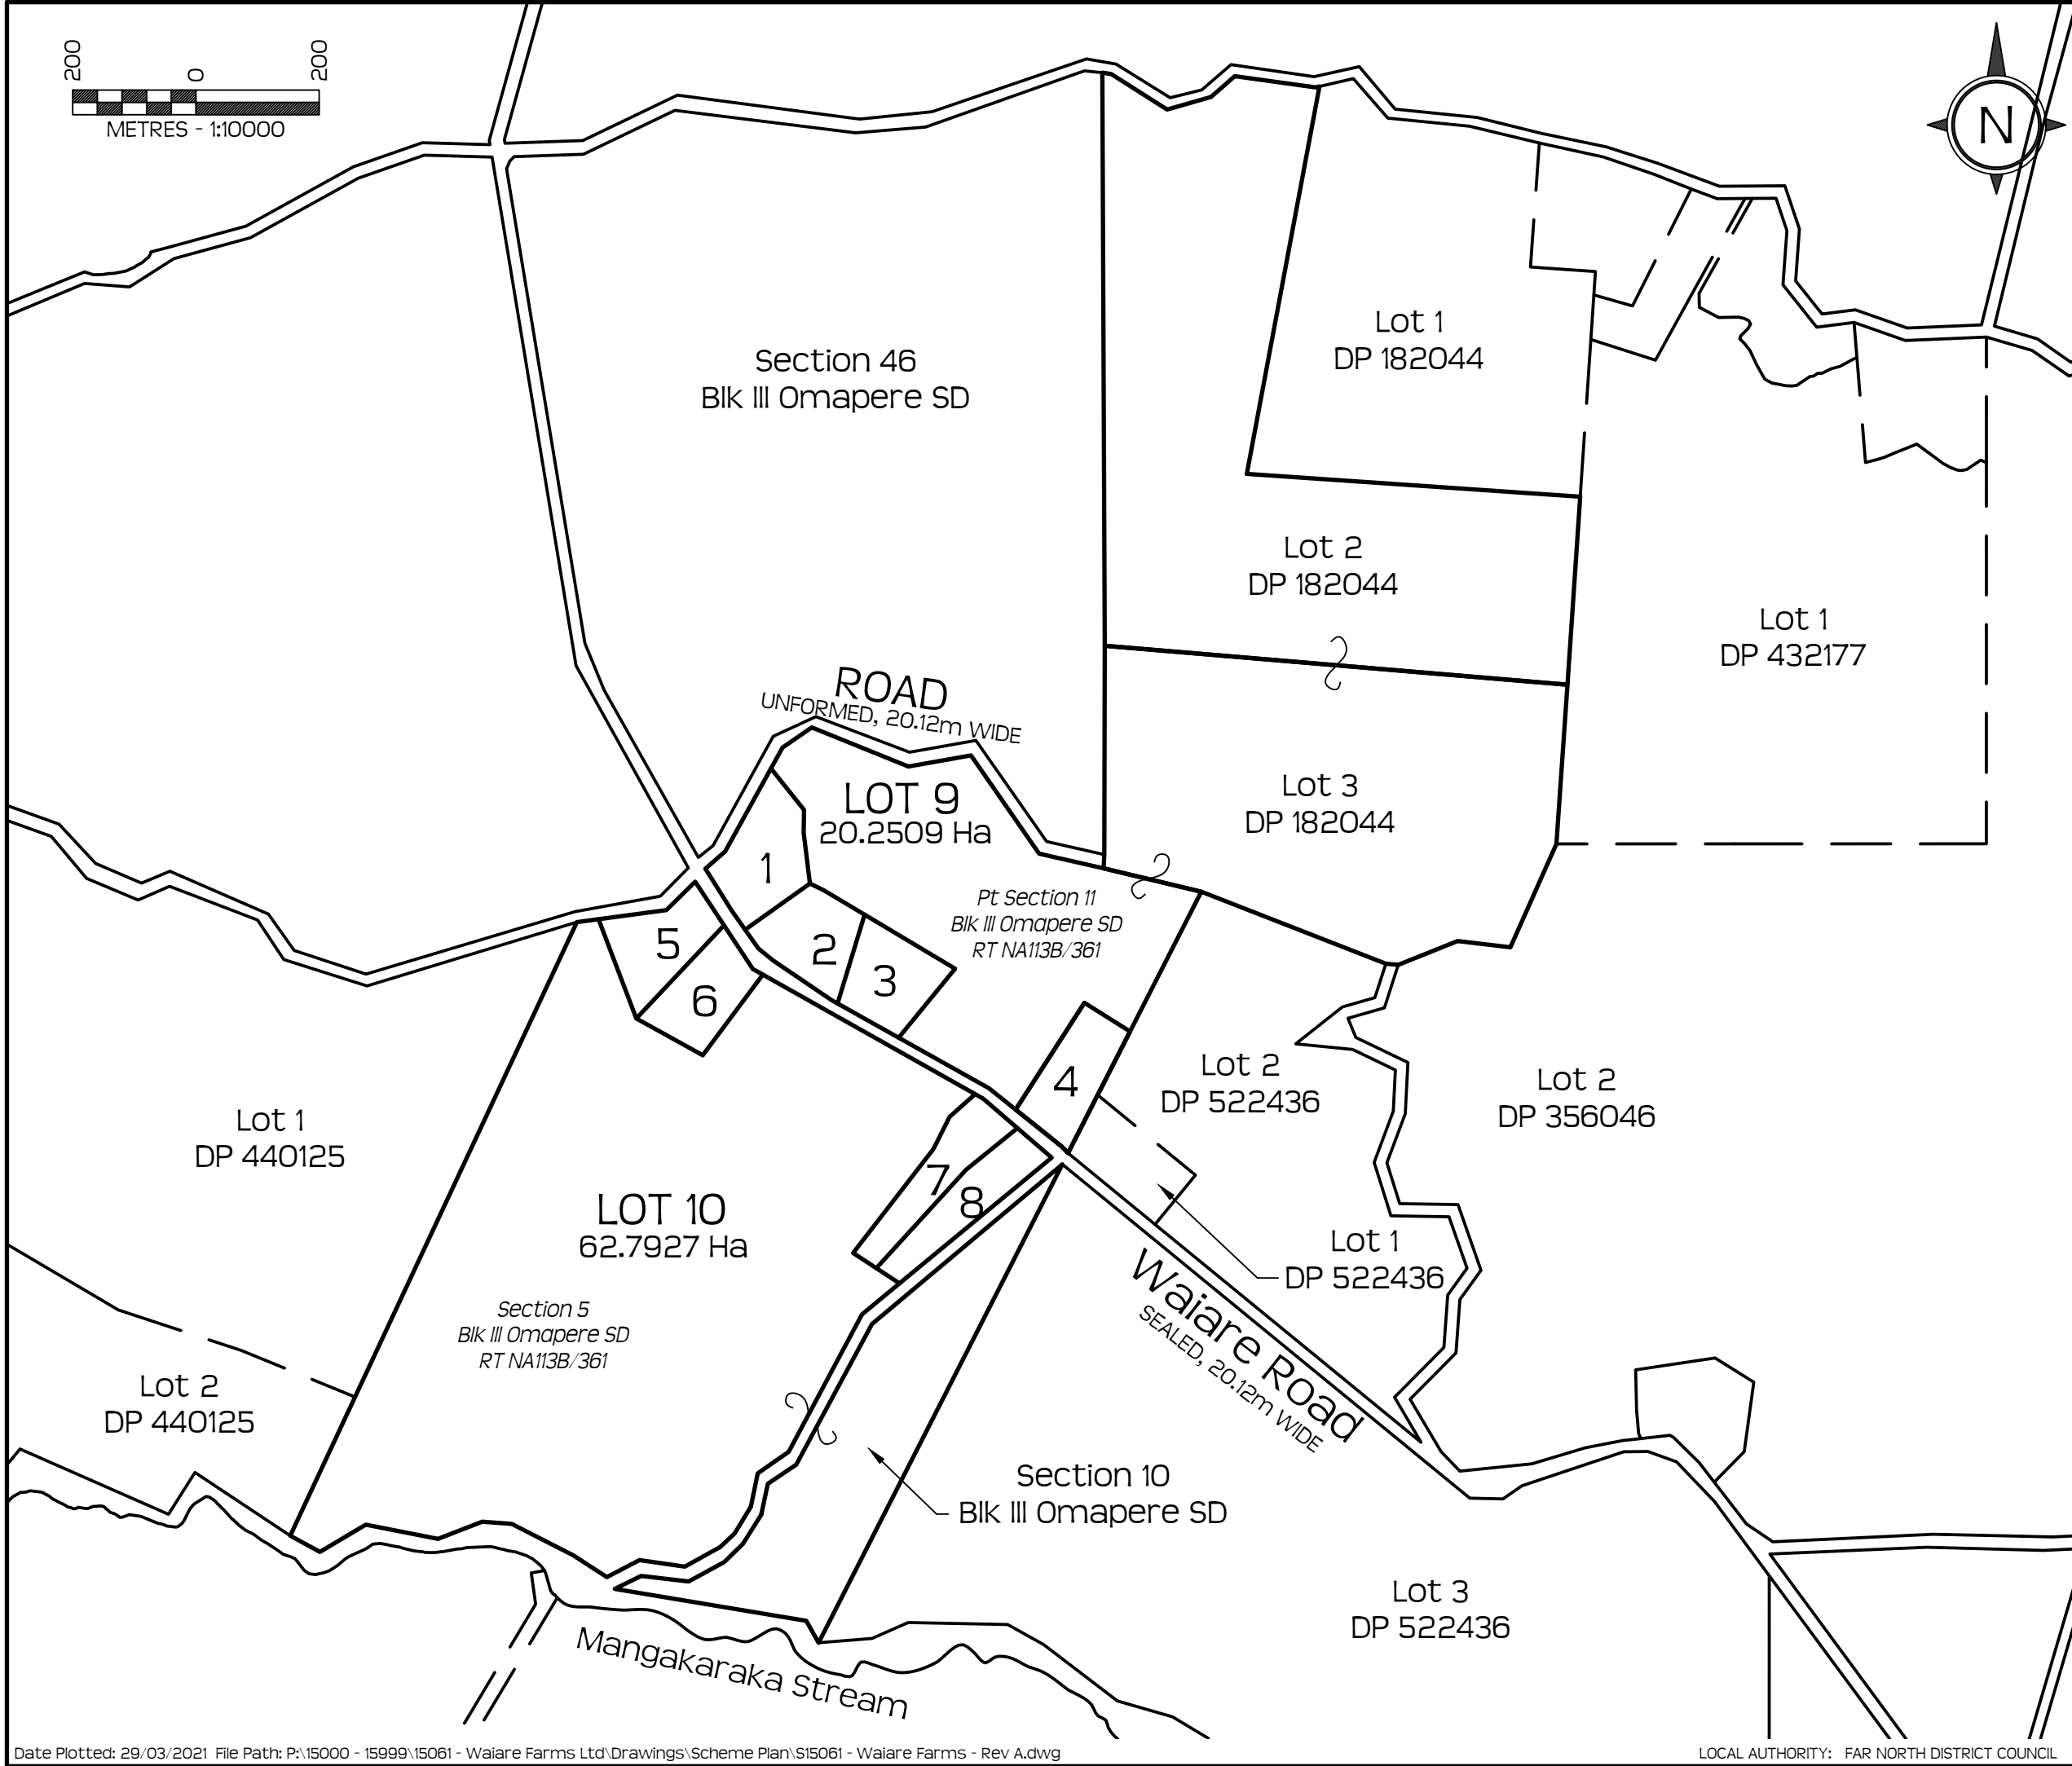 200 0 200
METRES - 1:10000
N
Lot 1
DP 182044
Section 46
Blk III Omapere SD
Lot 2
DP 182044
Lot 1
DP 432177
ROAD
UNFORMED, 20.12m WIDE
LOT 9
20.2509 Ha
Lot 3
DP 182044
1
Pt Section 11
Blk III Omapere SD
RT NA113B/361
5
2
3
6
4
Lot 2
DP 522436
Lot 2
DP 356046
Lot 1
DP 440125
7
8
LOT 10
62.7927 Ha
Lot 1
DP 522436
Waiare Road
SEALED, 20.12m WIDE
Section 5
Blk III Omapere SD
RT NA113B/361
Lot 2
DP 440125
Section 10
Blk III Omapere SD
Lot 3
DP 522436
Mangakaraka Stream
Date Plotted: 29/03/2021 File Path: P:\15000 - 15999\15061 - Waiare Farms Ltd\Drawings\Scheme Plan\S15061 - Waiare Farms - Rev A.dwg
LOCAL AUTHORITY: FAR NORTH DISTRICT COUNCIL